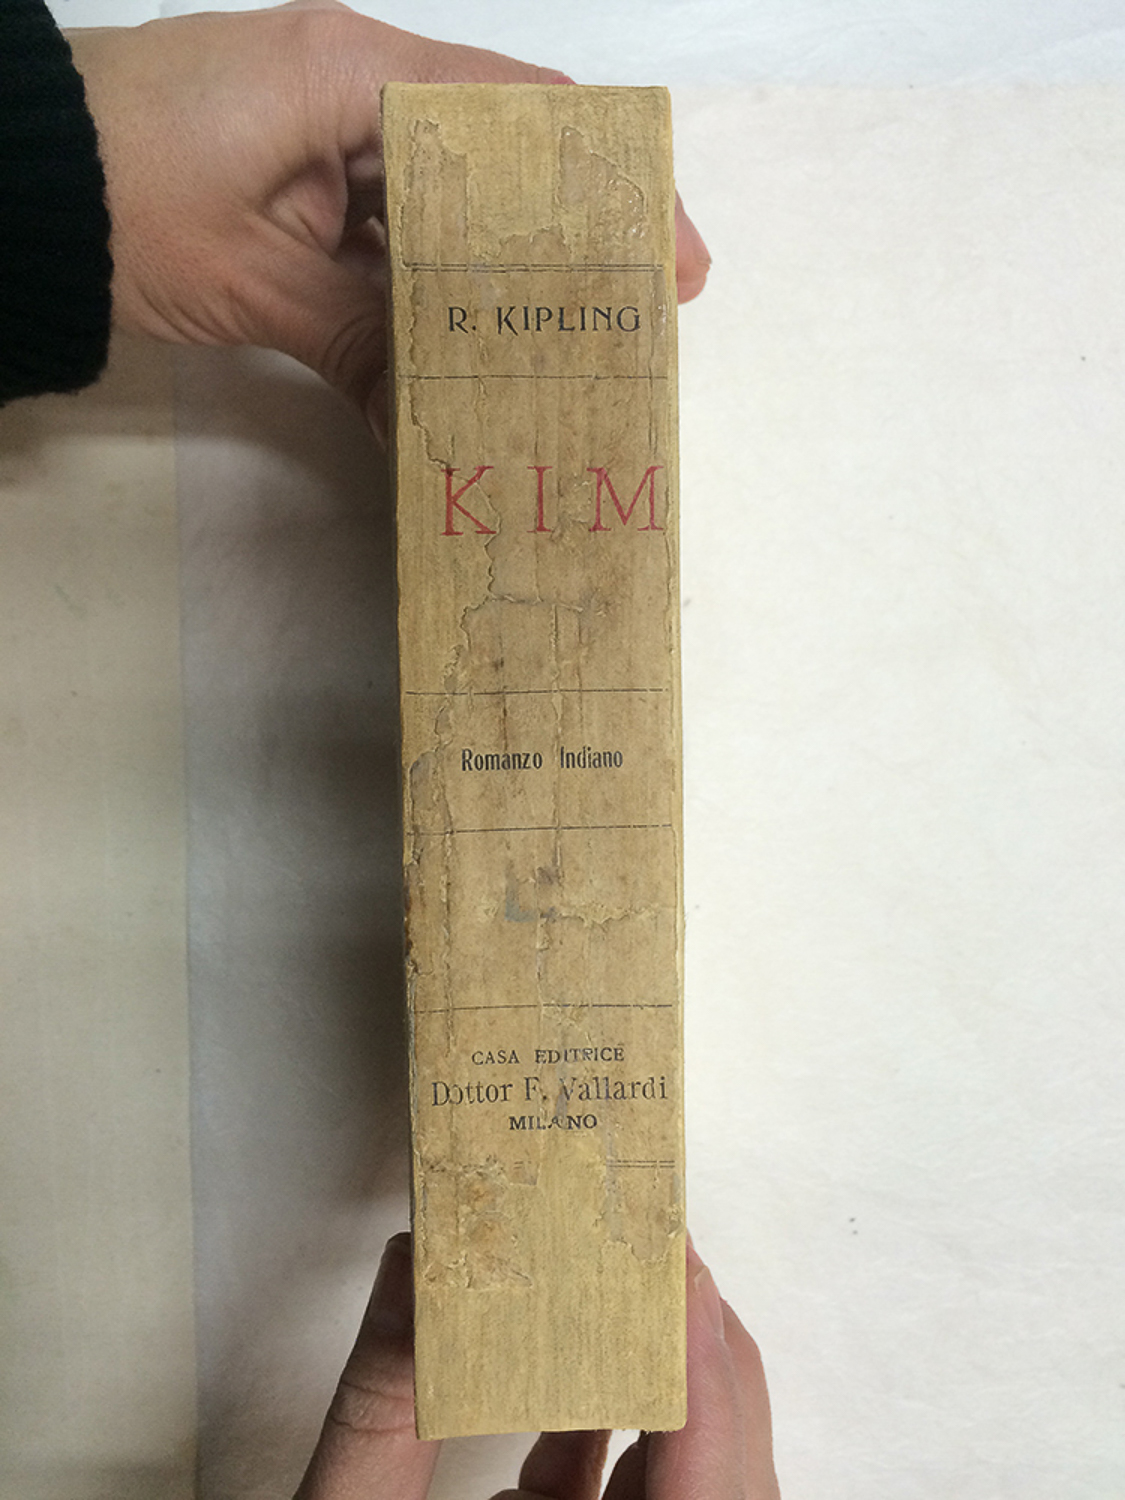 R. KIPLING
KIM
Romanzo Indiano
CASA EDITRICE
Dottor F. Vallardi
MILANO